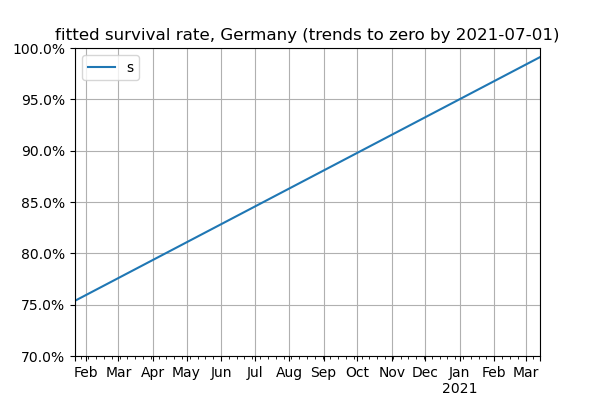 fitted survival rate, Germany (trends to zero by 2021-07-01)
100.0%
95.0%
90.0%
85.0%
80.0%
75.0%
70.0%
s
Feb Mar Apr May Jun Jul Aug Sep Oct Nov Dec Jan Feb Mar
2021